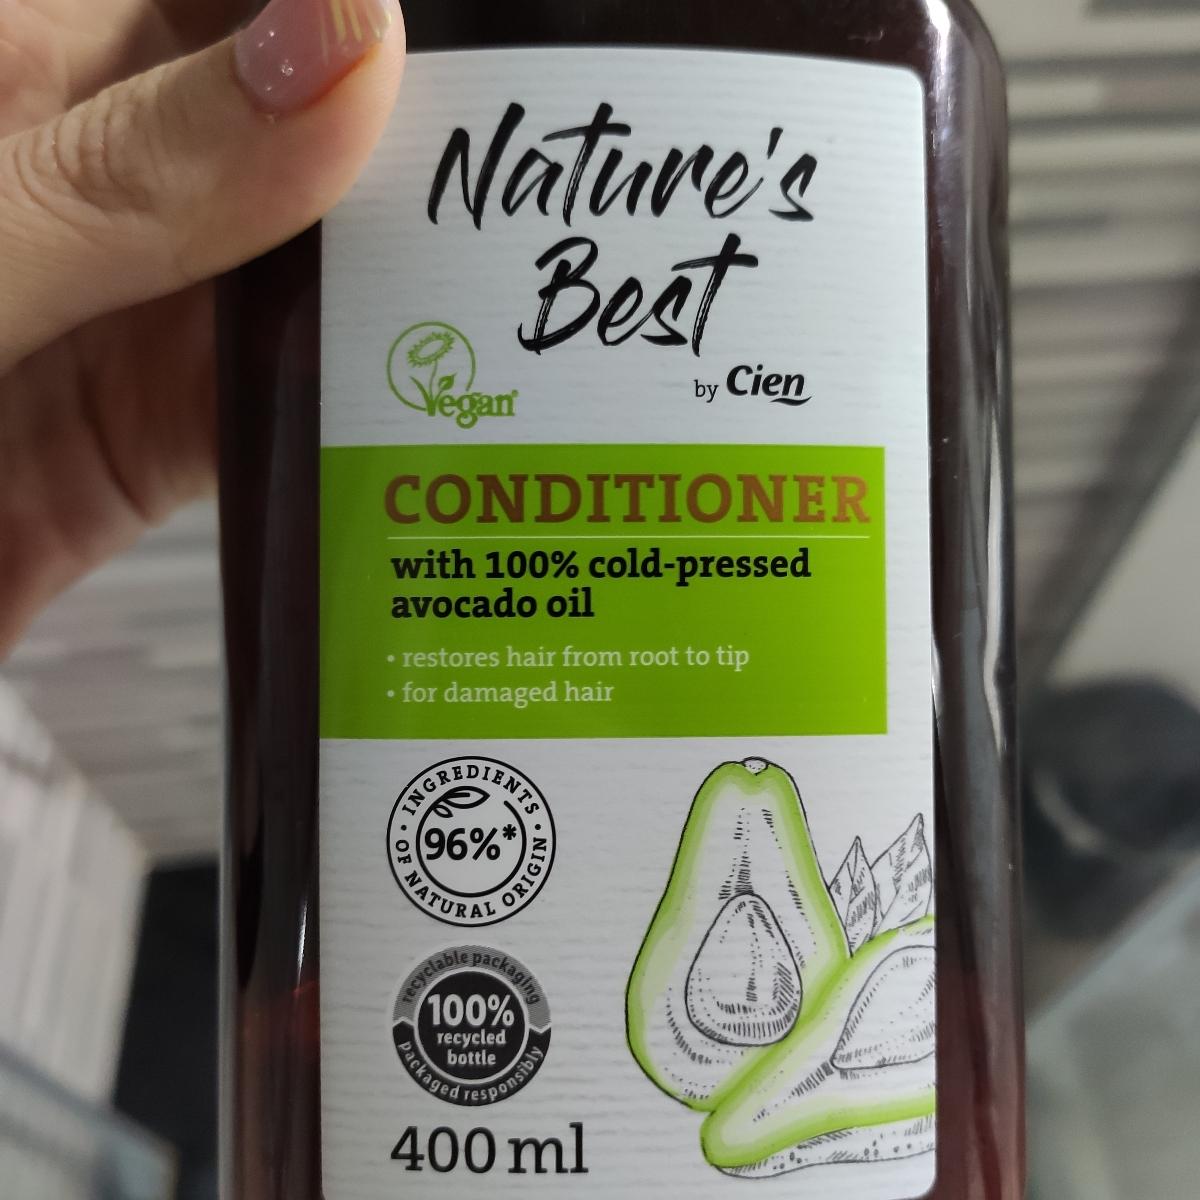 Nature's
Best
by Cien
Vegan
CONDITIONER
with 100% cold-pressed
avocado oil
• restores hair from root to tip
• for damaged hair
INGREDIENTS
96%*
OF NATURAL ORIGIN
recyclable packaging
100%
recycled
bottle
packaged responsibly
400 ml